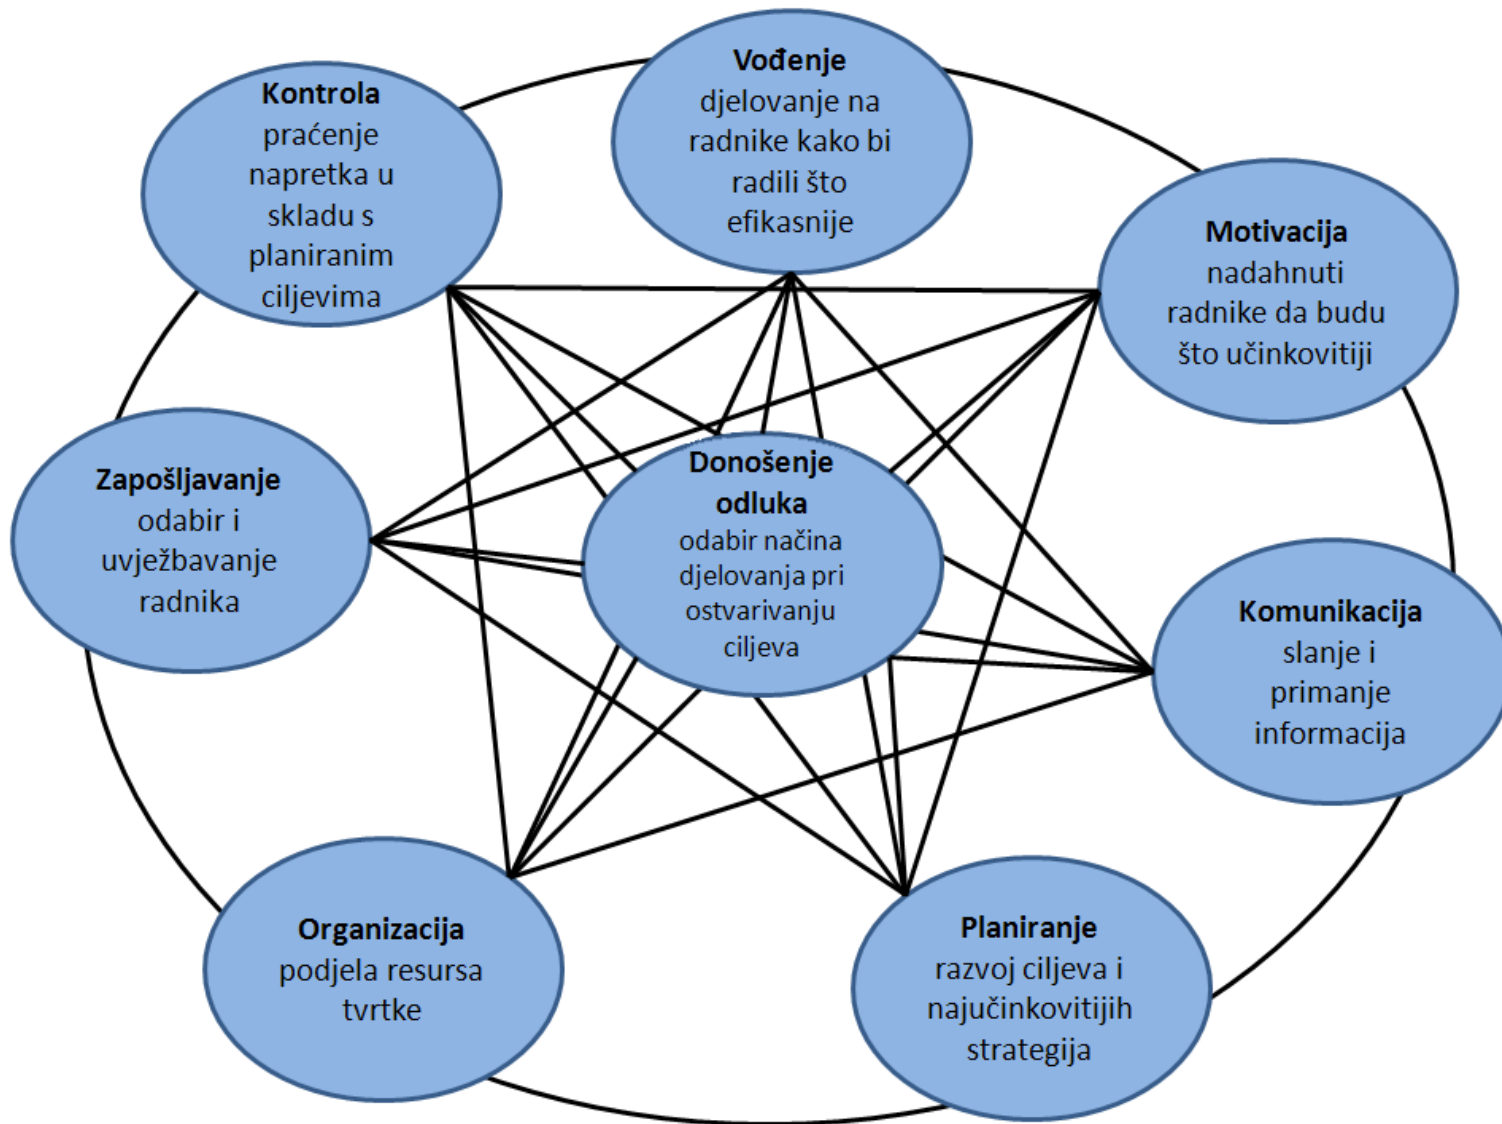 Vođenje
djelovanje na
radnike kako bi
radili što
efikasnije
Kontrola
praćenje
napretka u
skladu s
planiranim
ciljevima
Motivacija
nadahnuti
radnike da budu
što učinkovitiji
Zapošljavanje
odabir i
uvježbavanje
radnika
Donošenje
odluka
odabir načina
djelovanja pri
ostvarivanju
ciljeva
Komunikacija
slanje i
primanje
informacija
Organizacija
podjela resursa
tvrtke
Planiranje
razvoj ciljeva i
najučinkovitijih
strategija